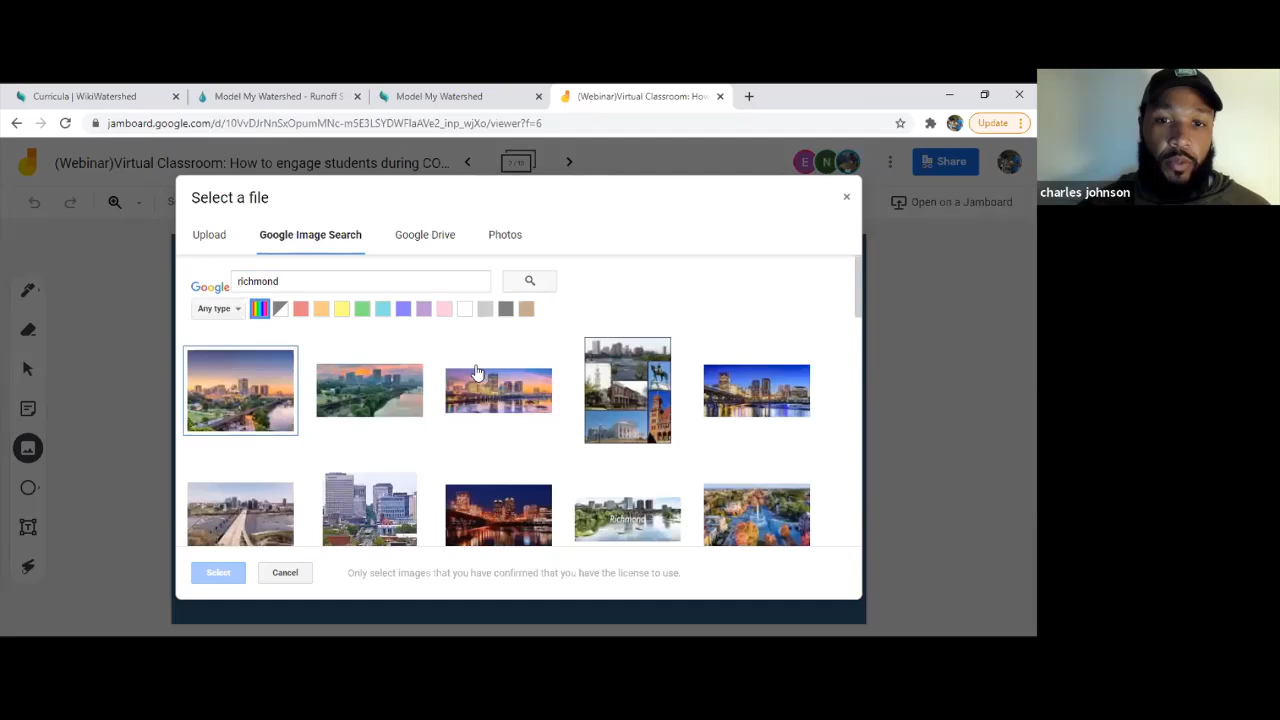 Curricula | WikiWatershed
Model My Watershed - Runoff S
Model My Watershed
(Webinar)Virtual Classroom: How
jamboard.google.com/d/10VvDJrNnSxOpumMNc-m5E3LSYDWFlaAVe2_inp_wjXo/viewer?f=6
Update
(Webinar)Virtual Classroom: How to engage students during CO...
E
N
Share
Open on a Jamboard
Select a file
Upload
Google Image Search
Google Drive
Photos
Google
richmond
Any type
Richmond
Select
Cancel
Only select images that you have confirmed that you have the license to use.
charles johnson